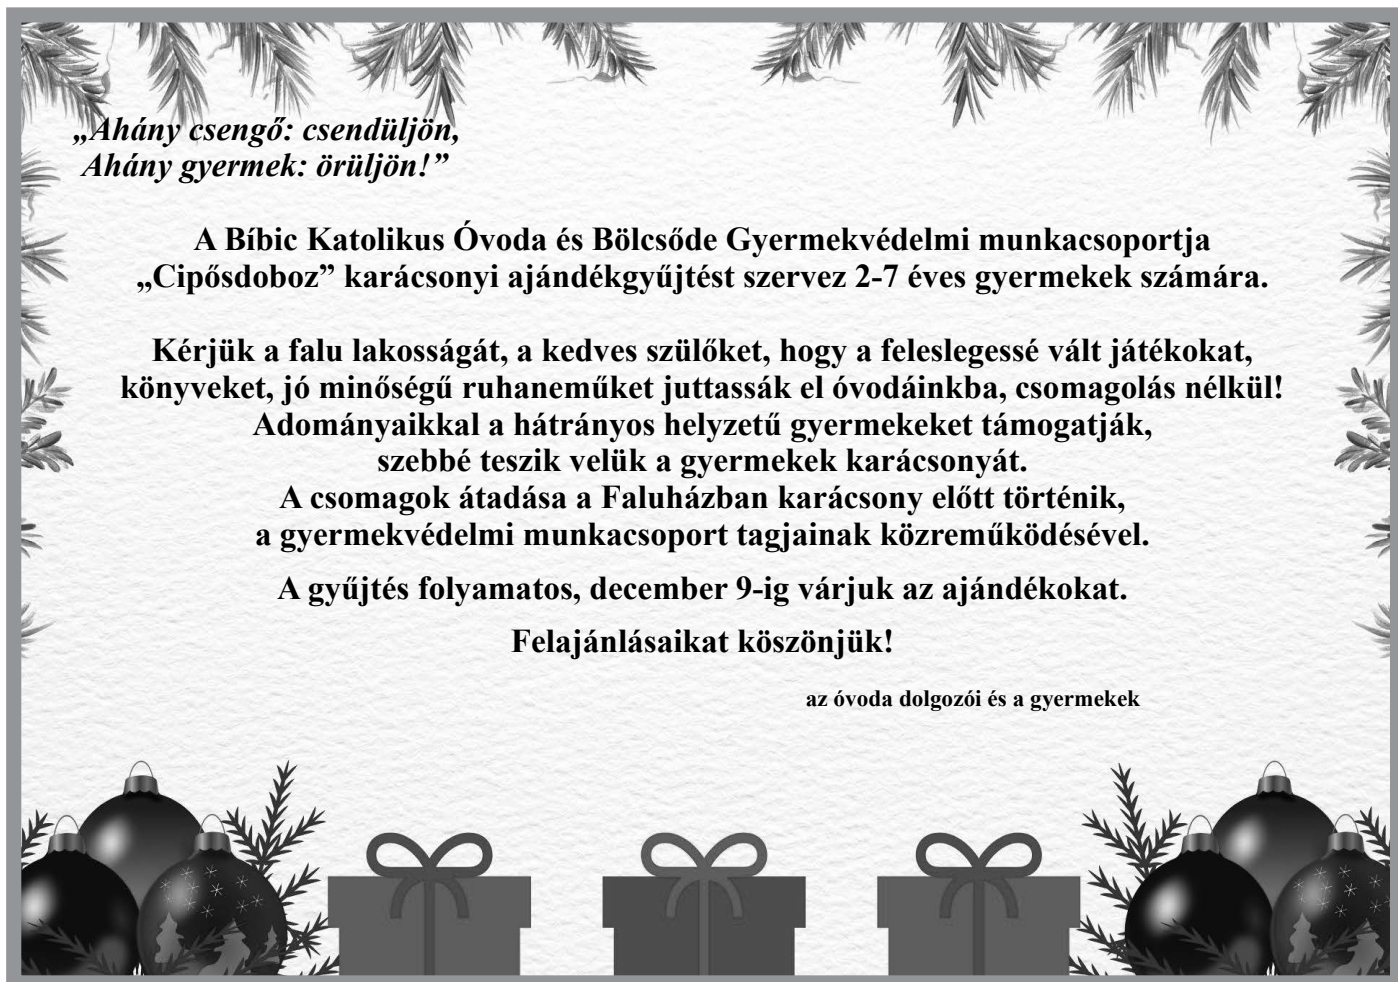 „Ahány csengő: csendüljön,
Ahány gyermek: örüljön!”
A Bíbic Katolikus Óvoda és Bölcsőde Gyermekvédelmi munkacsoportja
„Cipősdoboz” karácsonyi ajándékgyűjtést szervez 2-7 éves gyermekek számára.
Kérjük a falu lakosságát, a kedves szülőket, hogy a feleslegessé vált játékokat,
könyveket, jó minőségű ruhaneműket juttassák el óvodáinkba, csomagolás nélkül!
Adományaikkal a hátrányos helyzetű gyermekeket támogatják,
szebbé teszik velük a gyermekek karácsonyát.
A csomagok átadása a Faluházban karácsony előtt történik,
a gyermekvédelmi munkacsoport tagjainak közreműködésével.
A gyűjtés folyamatos, december 9-ig várjuk az ajándékokat.
Felajánlásaikat köszönjük!
az óvoda dolgozói és a gyermekek